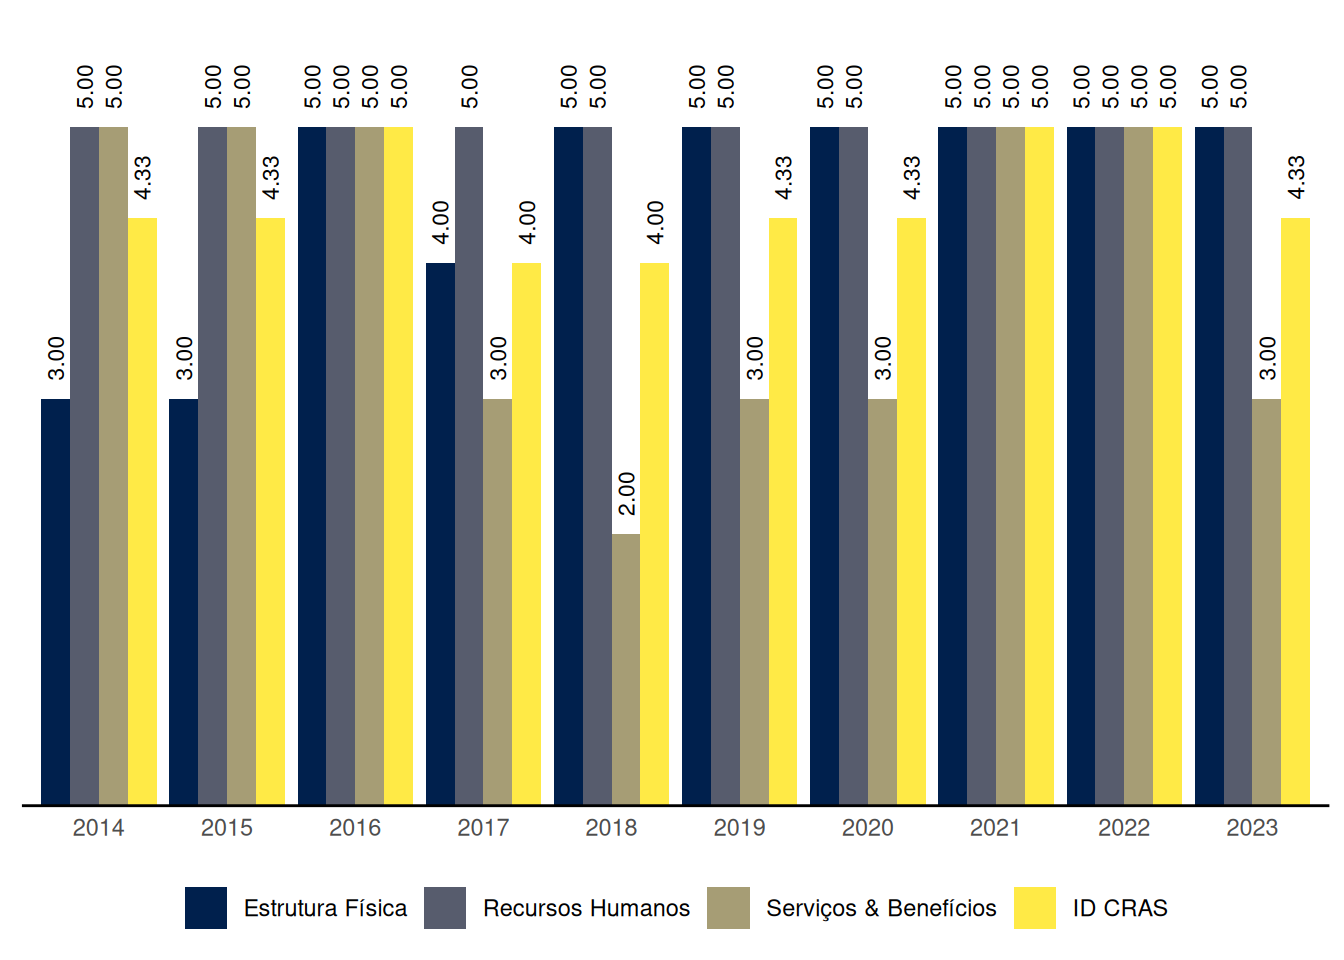 5.00 5.00 5.00 5.00 5.00 5.00 5.00 5.00 5.00 5.00 5.00 5.00 5.00 5.00 5.00 5.00 5.00 5.00 5.00 5.00 5.00 5.00 5.00 5.00 5.00
4.33 4.33 4.33 4.33 4.33
4.00 4.00 4.00
3.00 3.00 3.00 3.00 3.00 3.00
2.00
2014 2015 2016 2017 2018 2019 2020 2021 2022 2023
Estrutura Física Recursos Humanos Serviços & Benefícios ID CRAS